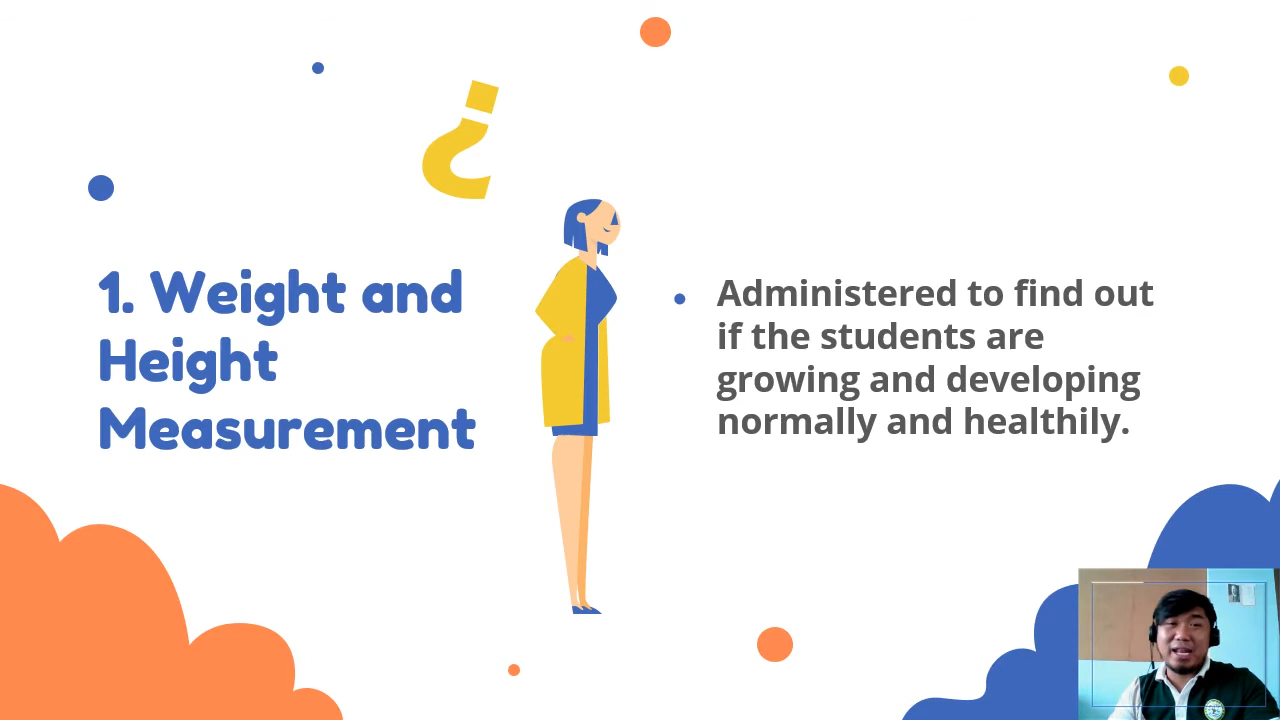 1. Weight and
Height
Measurement
Administered to find out
if the students are
growing and developing
normally and healthily.